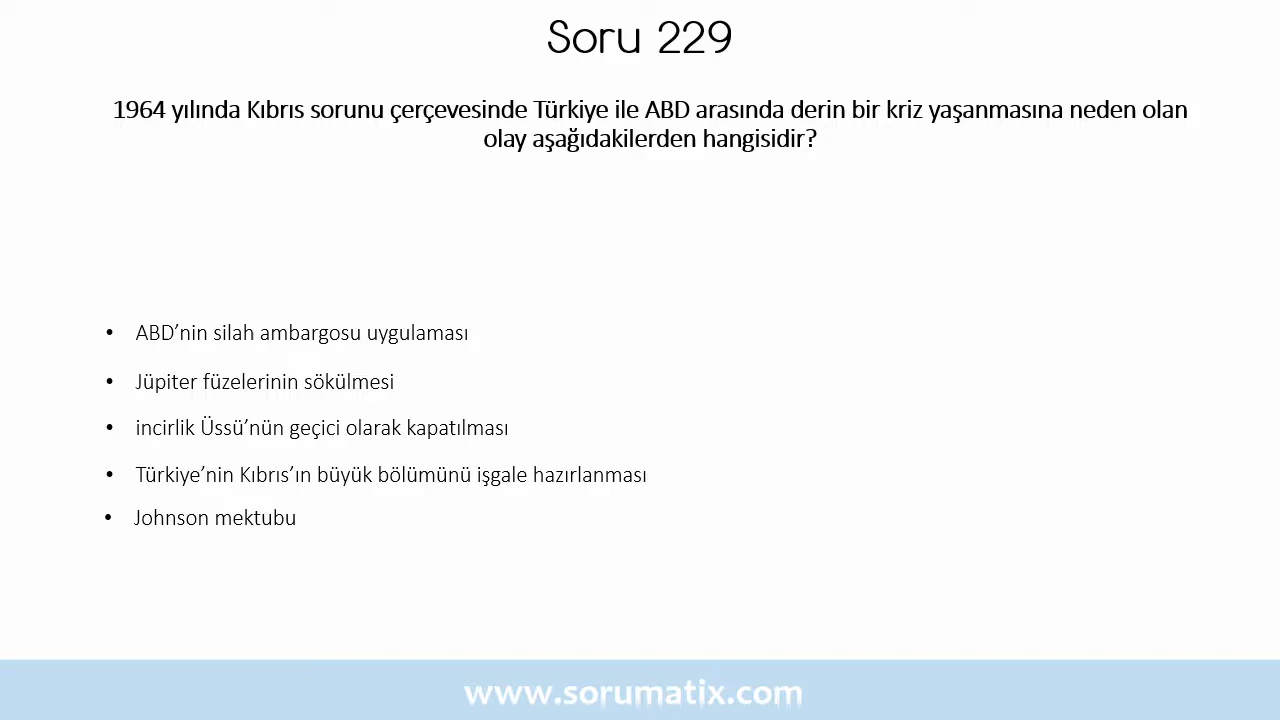 Soru 229
1964 yılında Kıbrıs sorunu çerçevesinde Türkiye ile ABD arasında derin bir kriz yaşanmasına neden olan
olay aşağıdakilerden hangisidir?
• ABD’nin silah ambargosu uygulaması
• Jüpiter füzelerinin sökülmesi
• incirlik Üssü’nün geçici olarak kapatılması
• Türkiye’nin Kıbrıs’ın büyük bölümünü işgale hazırlanması
• Johnson mektubu
www.sorumatix.com